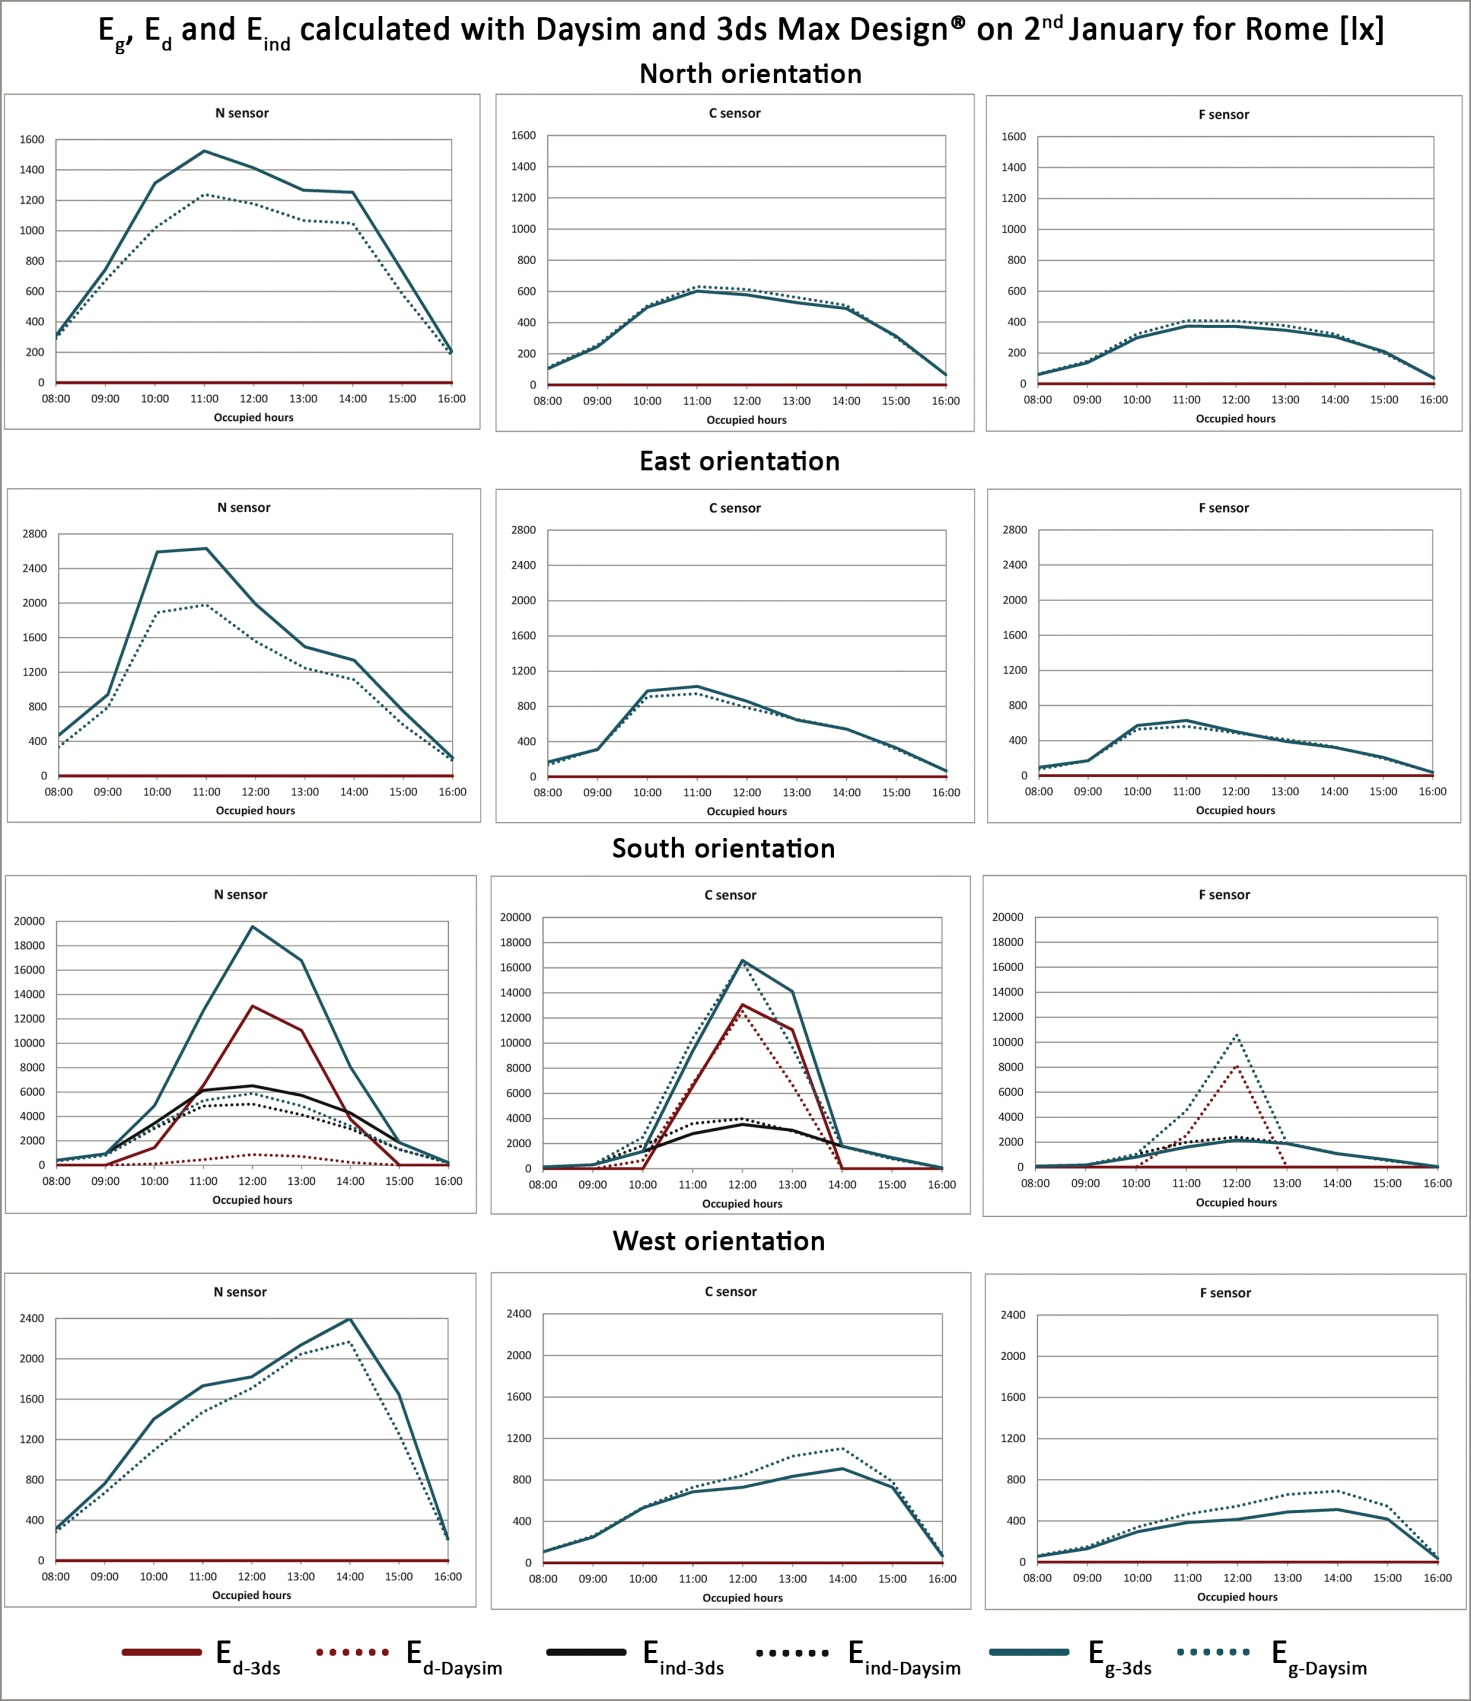 Eg, Ed and Eind calculated with Daysim and 3ds Max Design® on 2nd January for Rome [lx]
North orientation
N sensor
1600
1400
1200
1000
800
600
400
200
0
08:00 09:00 10:00 11:00 12:00 13:00 14:00 15:00 16:00
Occupied hours
C sensor
1600
1400
1200
1000
800
600
400
200
0
08:00 09:00 10:00 11:00 12:00 13:00 14:00 15:00 16:00
Occupied hours
F sensor
1600
1400
1200
1000
800
600
400
200
0
08:00 09:00 10:00 11:00 12:00 13:00 14:00 15:00 16:00
Occupied hours
East orientation
N sensor
2800
2400
2000
1600
1200
800
400
0
08:00 09:00 10:00 11:00 12:00 13:00 14:00 15:00 16:00
Occupied hours
C sensor
2800
2400
2000
1600
1200
800
400
0
08:00 09:00 10:00 11:00 12:00 13:00 14:00 15:00 16:00
Occupied hours
F sensor
2800
2400
2000
1600
1200
800
400
0
08:00 09:00 10:00 11:00 12:00 13:00 14:00 15:00 16:00
Occupied hours
South orientation
N sensor
20000
18000
16000
14000
12000
10000
8000
6000
4000
2000
0
08:00 09:00 10:00 11:00 12:00 13:00 14:00 15:00 16:00
Occupied hours
C sensor
20000
18000
16000
14000
12000
10000
8000
6000
4000
2000
0
08:00 09:00 10:00 11:00 12:00 13:00 14:00 15:00 16:00
Occupied hours
F sensor
20000
18000
16000
14000
12000
10000
8000
6000
4000
2000
0
08:00 09:00 10:00 11:00 12:00 13:00 14:00 15:00 16:00
Occupied hours
West orientation
N sensor
2400
2000
1600
1200
800
400
0
08:00 09:00 10:00 11:00 12:00 13:00 14:00 15:00 16:00
Occupied hours
C sensor
2400
2000
1600
1200
800
400
0
08:00 09:00 10:00 11:00 12:00 13:00 14:00 15:00 16:00
Occupied hours
F sensor
2400
2000
1600
1200
800
400
0
08:00 09:00 10:00 11:00 12:00 13:00 14:00 15:00 16:00
Occupied hours
Ed-3ds Ed-Daysim Eind-3ds Eind-Daysim Eg-3ds Eg-Daysim